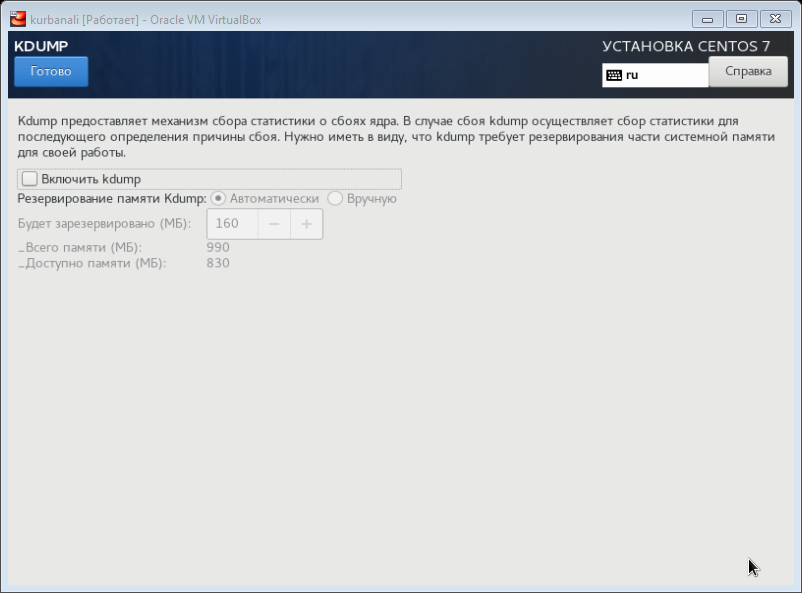 kurbanali [Работает] - Oracle VM VirtualBox
KDUMP
УСТАНОВКА CENTOS 7
Готово
ru
Справка
Kdump предоставляет механизм сбора статистики о сбоях ядра. В случае сбоя kdump осуществляет сбор статистики для
последующего определения причины сбоя. Нужно иметь в виду, что kdump требует резервирования части системной памяти
для своей работы.
Включить kdump
Резервирование памяти Kdump: Автоматически Вручную
Будет зарезервировано (МБ): 160 − +
_Всего памяти (МБ): 990
_Доступно памяти (МБ): 830